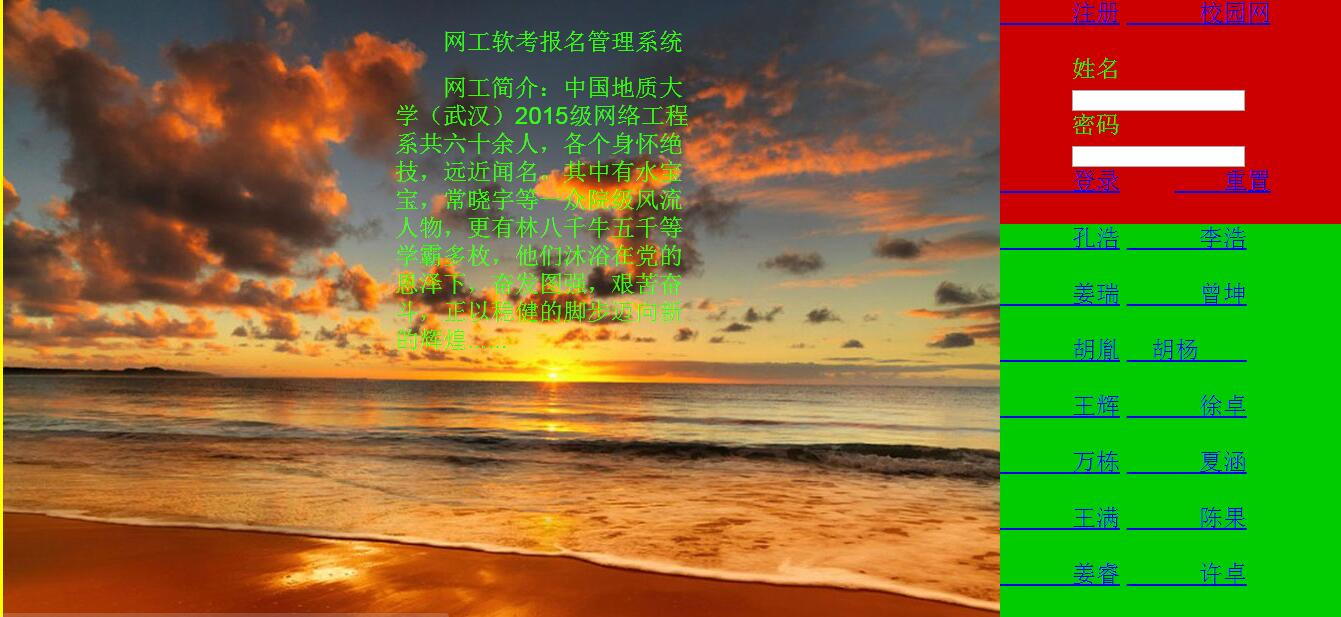 网工软考报名管理系统
网工简介：中国地质大
学（武汉）2015级网络工程
系共六十余人，各个身怀绝
技，远近闻名。其中有水宝
宝，常晓宇等一众院级风流
人物，更有林八千牛五千等
学霸多枚，他们沐浴在党的
恩泽下，奋发图强，艰苦奋
斗，正以稳健的脚步迈向新
的辉煌......
注册 校园网
姓名
密码
登录 重置
孔浩 李浩
姜瑞 曾坤
胡胤 胡杨
王辉 徐卓
万栋 夏涵
王满 陈果
姜睿 许卓